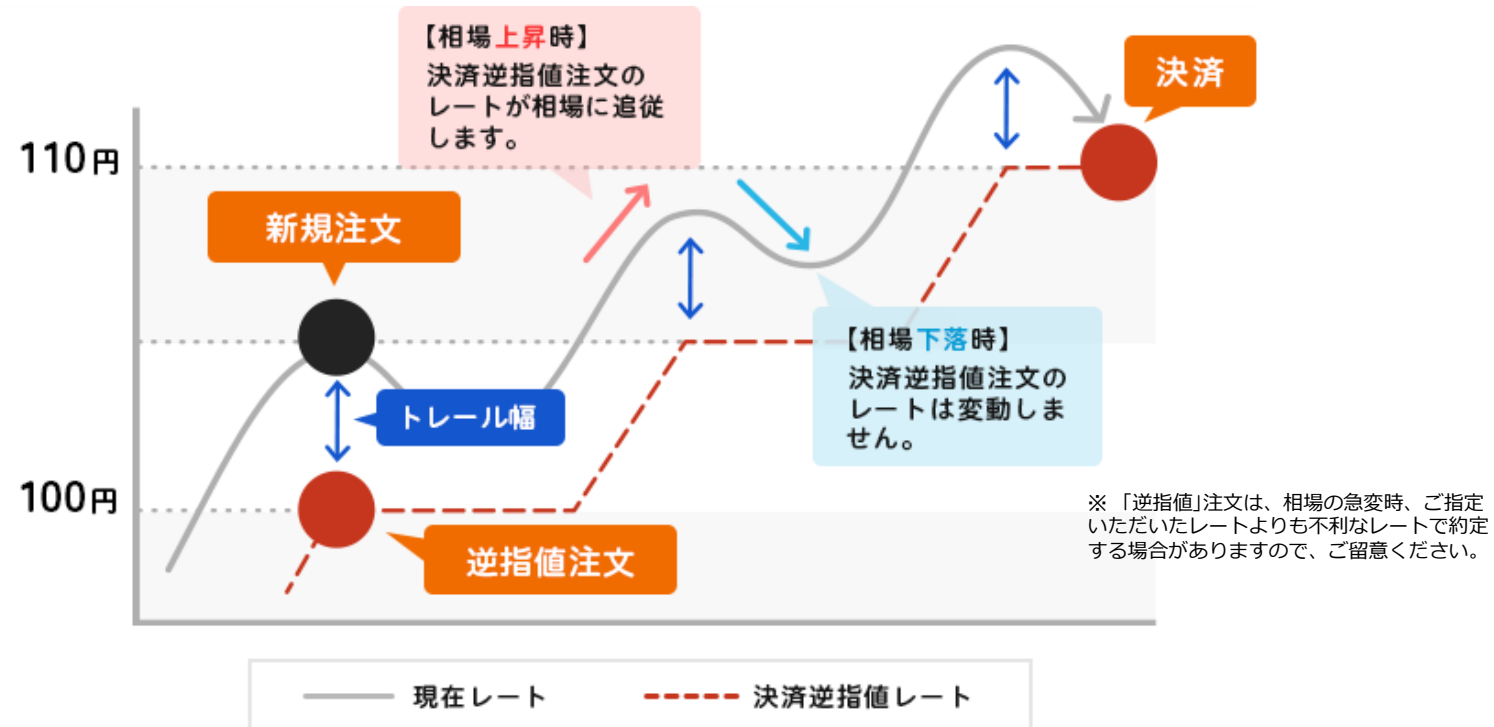 【相場上昇時】
決済逆指値注文の
レートが相場に追従
します。
決済
110円
新規注文
【相場下落時】
決済逆指値注文の
レートは変動しま
せん。
トレール幅
100円
逆指値注文
※ 「逆指値」注文は、相場の急変時、ご指定
いただいたレートよりも不利なレートで約定
する場合がありますので、ご留意ください。
現在レート
決済逆指値レート